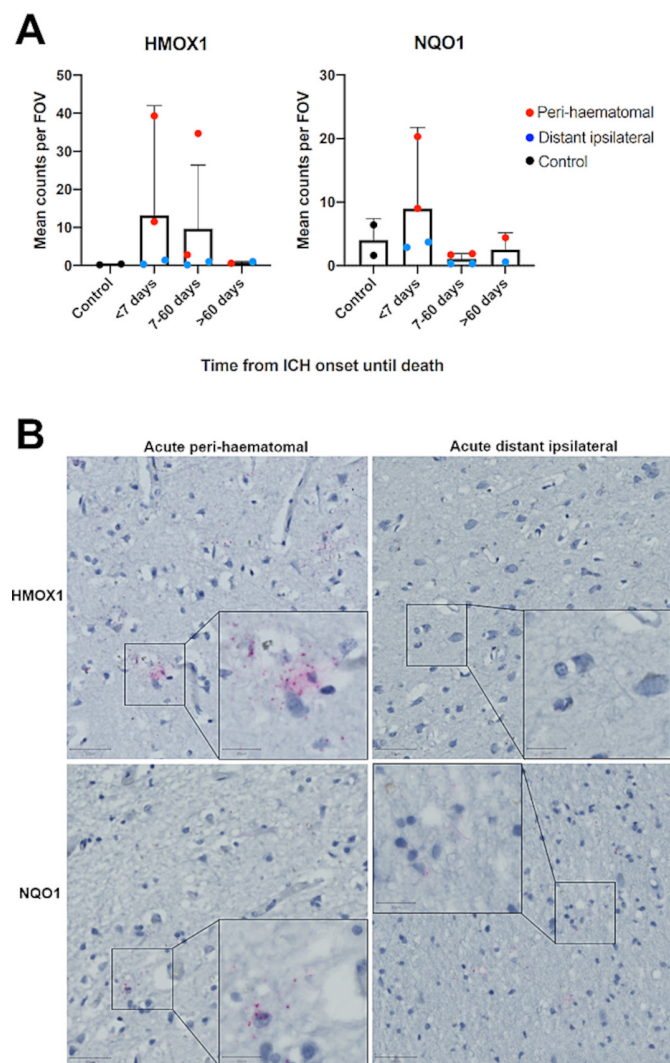 A
HMOX1
NQO1
Mean counts per FOV
50
40
30
20
10
0
Control
<7 days
7-60 days
>60 days
Mean counts per FOV
30
20
10
0
Control
<7 days
7-60 days
>60 days
Peri-haematomal
Distant ipsilateral
Control
Time from ICH onset until death
B
Acute peri-haematomal
Acute distant ipsilateral
HMOX1
NQO1